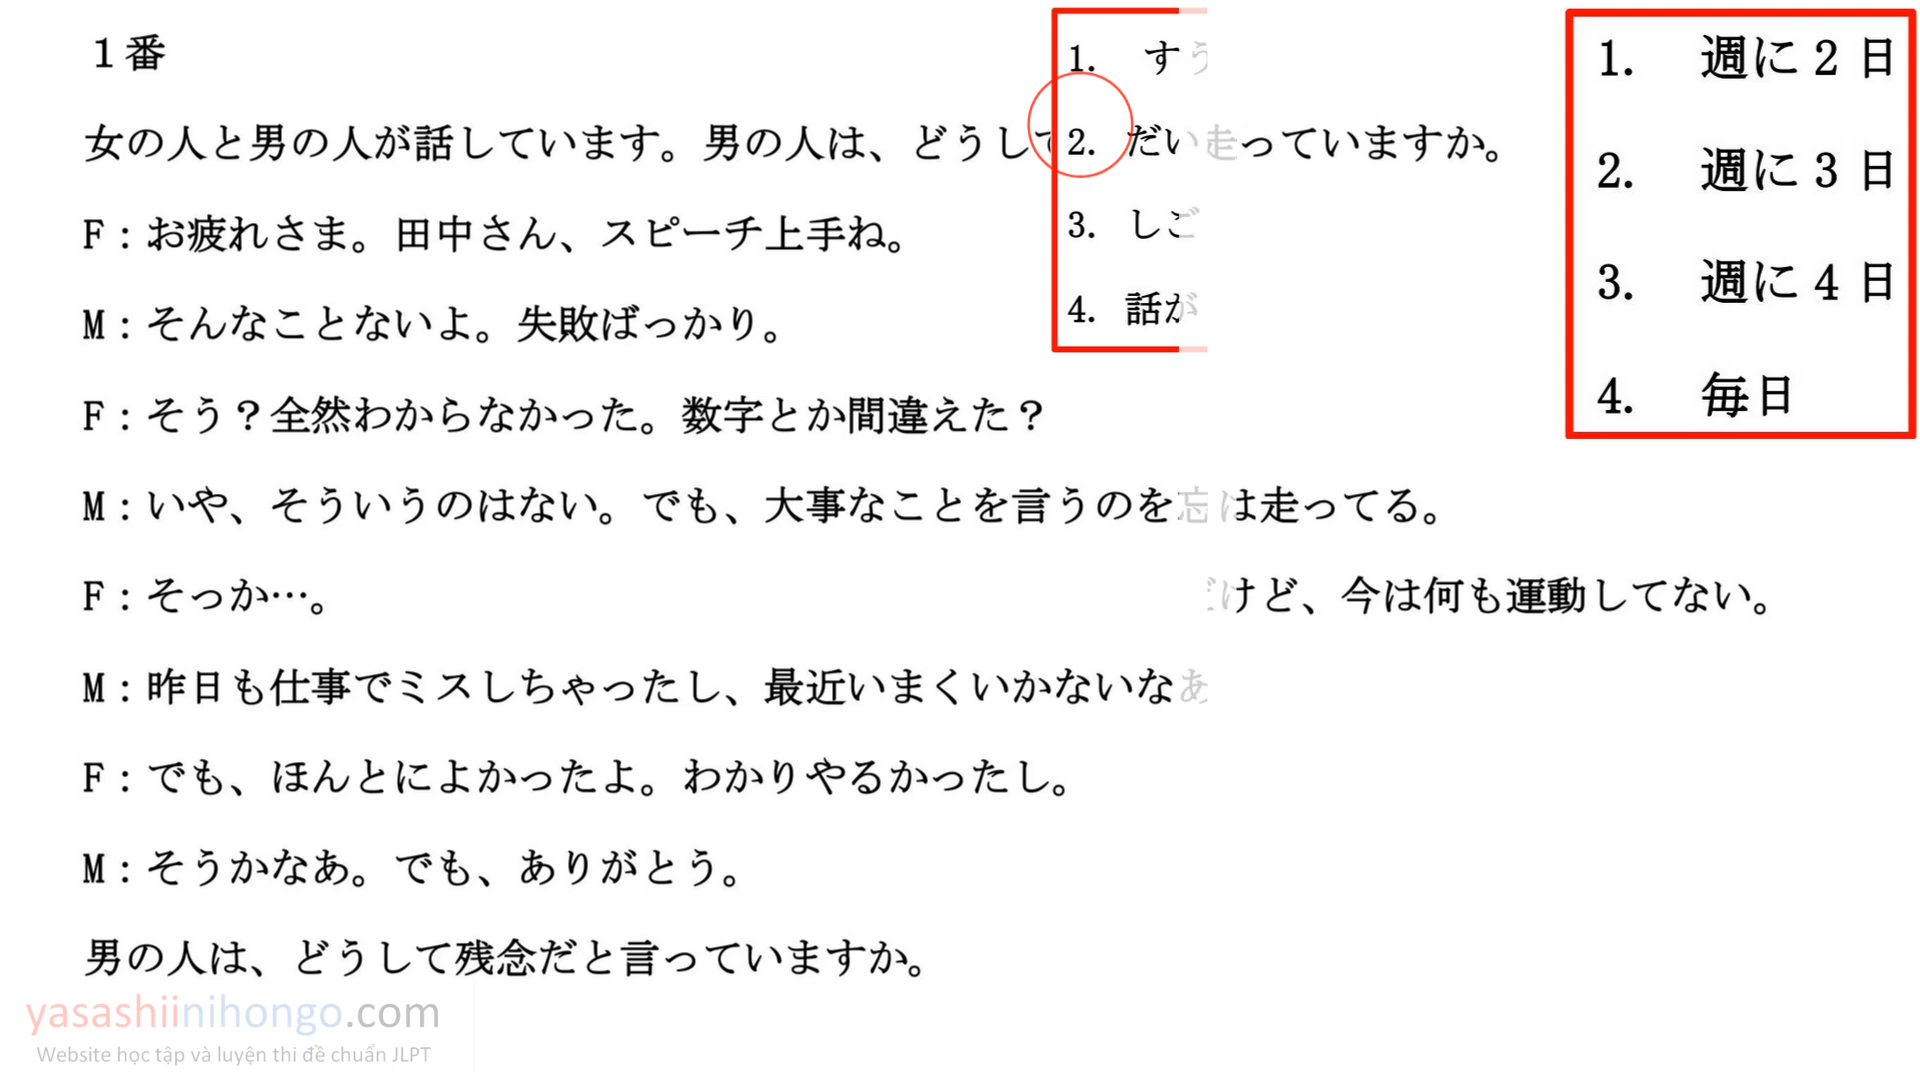 1番
女の人と男の人が話しています。男の人は、どうして
走っていますか。
F：お疲れさま。田中さん、スピーチ上手ね。
M：そんなことないよ。失敗ばっかり。
F：そう？全然わからなかった。数字とか間違えた？
M：いや、そういうのはない。でも、大事なことを言うのを忘
は走ってる。
F：そっか…。
だけど、今は何も運動してない。
M：昨日も仕事でミスしちゃったし、最近いまくいかないなあ
F：でも、ほんとによかったよ。わかりやるかったし。
M：そうかなあ。でも、ありがとう。
男の人は、どうして残念だと言っていますか。
1. すう
2. だい
3. しご
4. 話が
1. 週に2日
2. 週に3日
3. 週に4日
4. 毎日
yasashiinihongo.com
Website học tập và luyện thi đề chuẩn JLPT